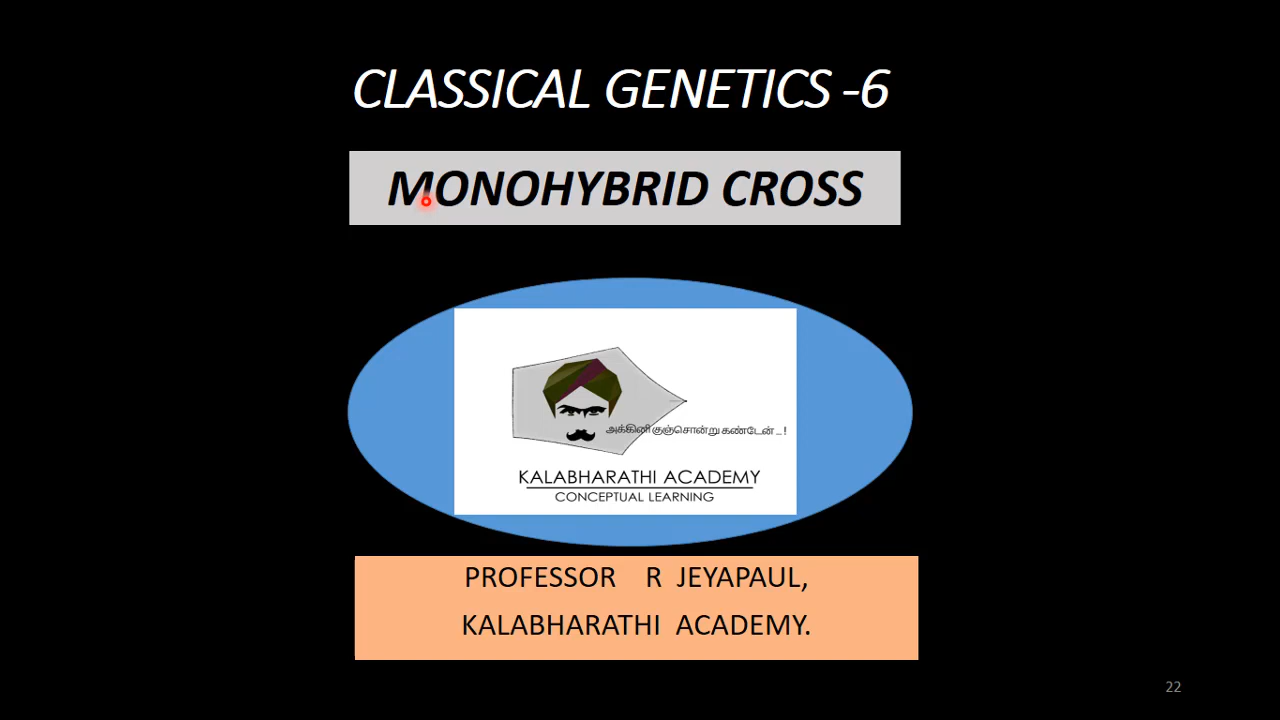 CLASSICAL GENETICS -6
MONOHYBRID CROSS
அக்கினி குஞ்சொன்று கண்டேன் ...!
KALABHARATHI ACADEMY
CONCEPTUAL LEARNING
PROFESSOR R JEYAPAUL,
KALABHARATHI ACADEMY.
22